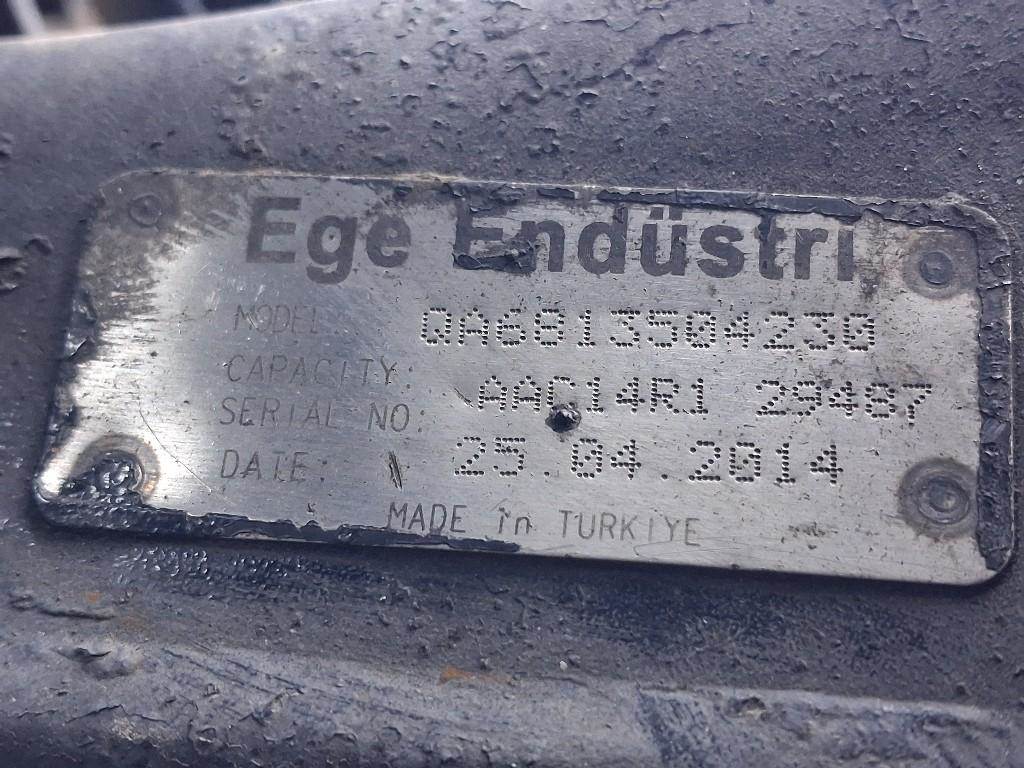 Ege Endüstri
MODEL QA6813504230
CAPACITY:
SERIAL NO: AAC14R1 29487
DATE: 25.04.2014
MADE in TURKIYE